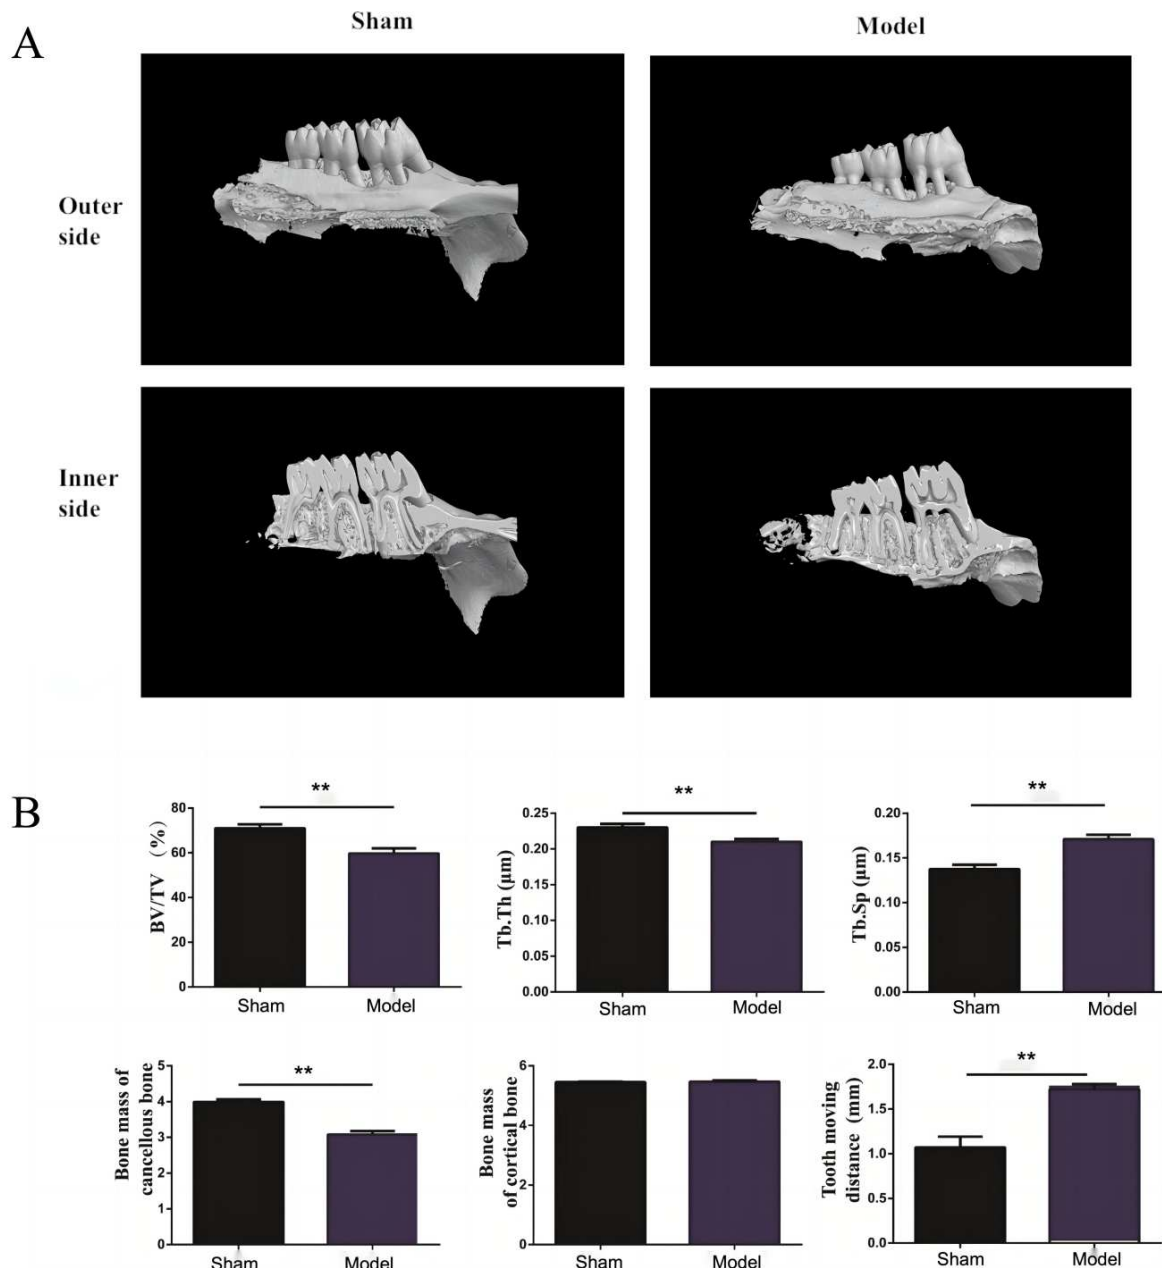 A
Sham
Model
Outer
side
Inner
side
B
**
80
60
40
20
0
BV/TV (%)
Sham
Model
**
0.25
0.20
0.15
0.10
0.05
0.00
Tb.Th (μm)
Sham
Model
**
0.20
0.15
0.10
0.05
0.00
Tb.Sp (μm)
Sham
Model
**
5
4
3
2
1
0
Bone mass of
cancellous bone
Sham
Model
6
4
2
0
Bone mass
of cortical bone
Sham
Model
**
2.0
1.5
1.0
0.5
0.0
Tooth moving
distance (mm)
Sham
Model